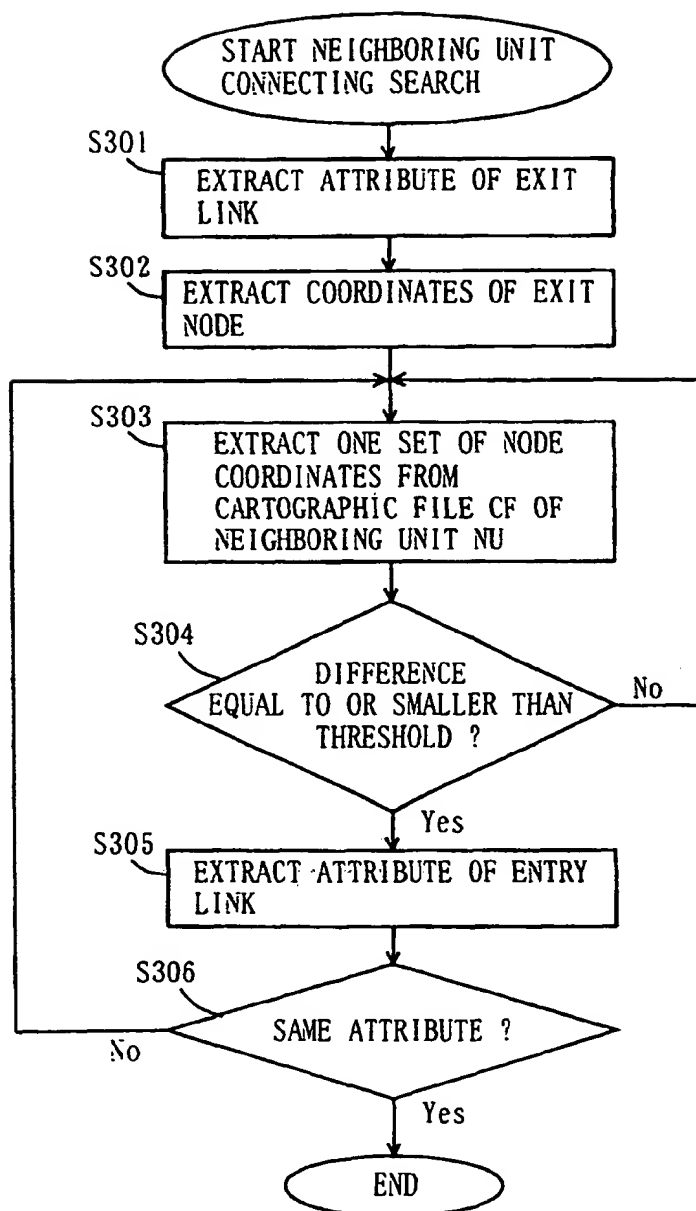 START NEIGHBORING UNIT
CONNECTING SEARCH
S301
EXTRACT ATTRIBUTE OF EXIT
LINK
S302
EXTRACT COORDINATES OF EXIT
NODE
S303
EXTRACT ONE SET OF NODE
COORDINATES FROM
CARTOGRAPHIC FILE CF OF
NEIGHBORING UNIT NU
S304
DIFFERENCE
EQUAL TO OR SMALLER THAN
THRESHOLD ?
No
Yes
S305
EXTRACT ATTRIBUTE OF ENTRY
LINK
S306
SAME ATTRIBUTE ?
No
Yes
END